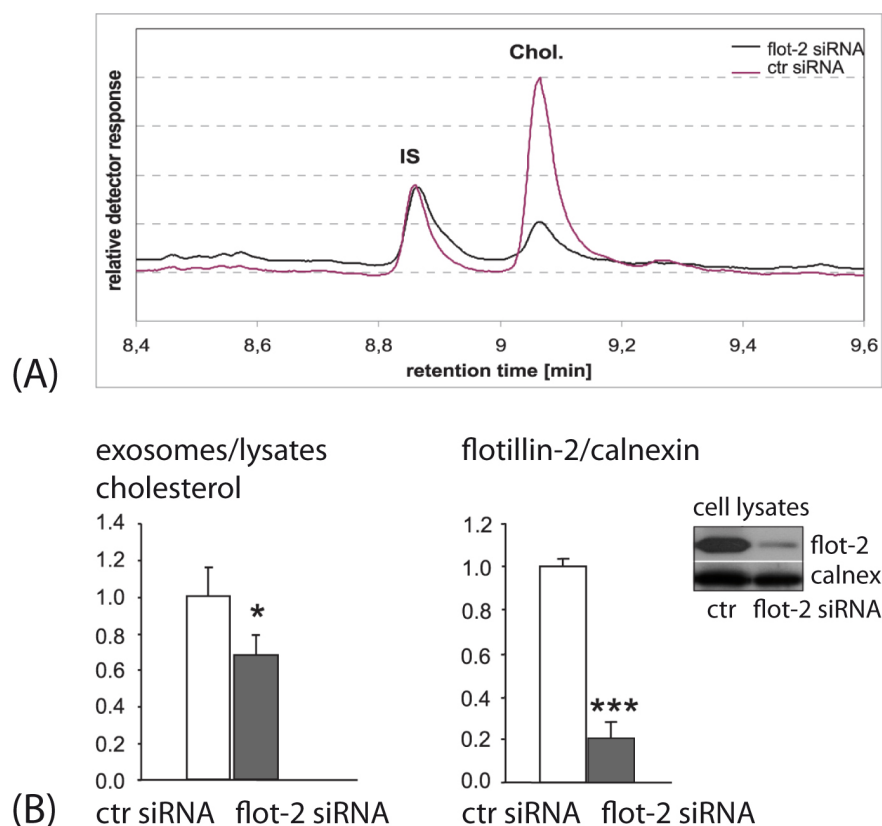 Chol.
flot-2 siRNA
ctr siRNA
IS
relative detector response
8,4 8,6 8,8 9 9,2 9,4 9,6
retention time [min]
(A)
exosomes/lysates
cholesterol
1.4
1.2
1.0
0.8
0.6
0.4
0.2
0.0
*
ctr siRNA flot-2 siRNA
flotillin-2/calnexin
1.2
1.0
0.8
0.6
0.4
0.2
0.0
***
ctr siRNA flot-2 siRNA
cell lysates
flot-2
calnex
ctr flot-2 siRNA
(B)